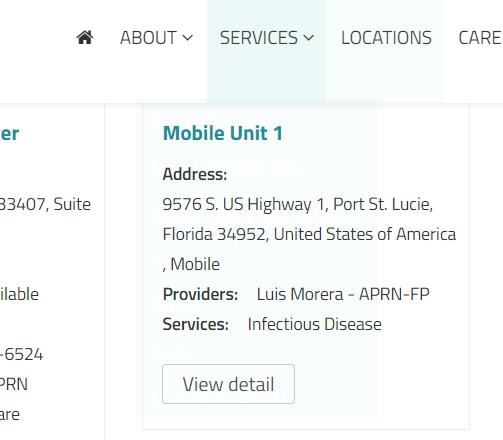 ABOUT SERVICES LOCATIONS CARE
er
33407, Suite
ilable
-6524
PRN
are
Mobile Unit 1
Address:
9576 S. US Highway 1, Port St. Lucie,
Florida 34952, United States of America
, Mobile
Providers: Luis Morera - APRN-FP
Services: Infectious Disease
View detail